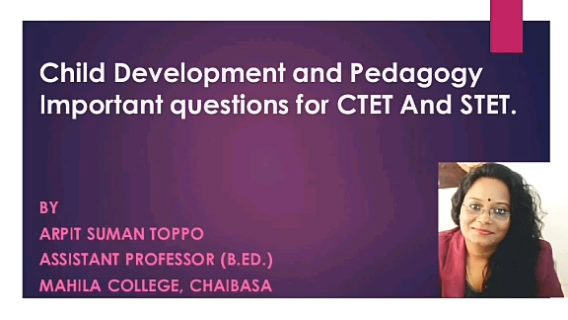 Child Development and Pedagogy
Important questions for CTET And STET.
BY
ARPIT SUMAN TOPPO
ASSISTANT PROFESSOR (B.ED.)
MAHILA COLLEGE, CHAIBASA